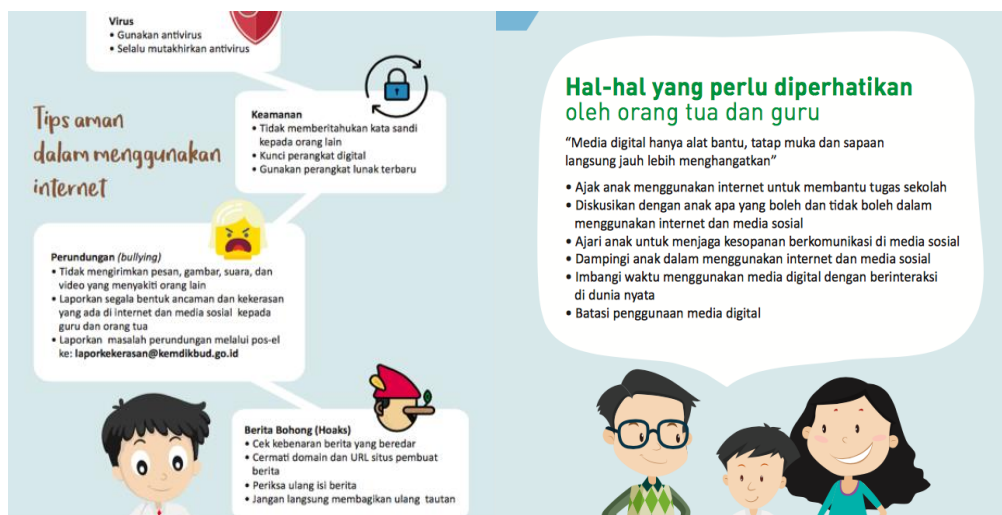 Virus
• Gunakan antivirus
• Selalu mutakhirkan antivirus
Tips aman
dalam menggunakan
internet
Keamanan
• Tidak memberitahukan kata sandi
kepada orang lain
• Kunci perangkat digital
• Gunakan perangkat lunak terbaru
Perundungan (bullying)
• Tidak mengirimkan pesan, gambar, suara, dan
video yang menyakiti orang lain
• Laporkan segala bentuk ancaman dan kekerasan
yang ada di internet dan media sosial kepada
guru dan orang tua
• Laporkan masalah perundungan melalui pos-el
ke: laporkekerasan@kemdikbud.go.id
Berita Bohong (Hoaks)
• Cek kebenaran berita yang beredar
• Cermati domain dan URL situs pembuat
berita
• Periksa ulang isi berita
• Jangan langsung membagikan ulang tautan
Hal-hal yang perlu diperhatikan
oleh orang tua dan guru
“Media digital hanya alat bantu, tatap muka dan sapaan
langsung jauh lebih menghangatkan”
• Ajak anak menggunakan internet untuk membantu tugas sekolah
• Diskusikan dengan anak apa yang boleh dan tidak boleh dalam
menggunakan internet dan media sosial
• Ajari anak untuk menjaga kesopanan berkomunikasi di media sosial
• Dampingi anak dalam menggunakan internet dan media sosial
• Imbangi waktu menggunakan media digital dengan berinteraksi
di dunia nyata
• Batasi penggunaan media digital